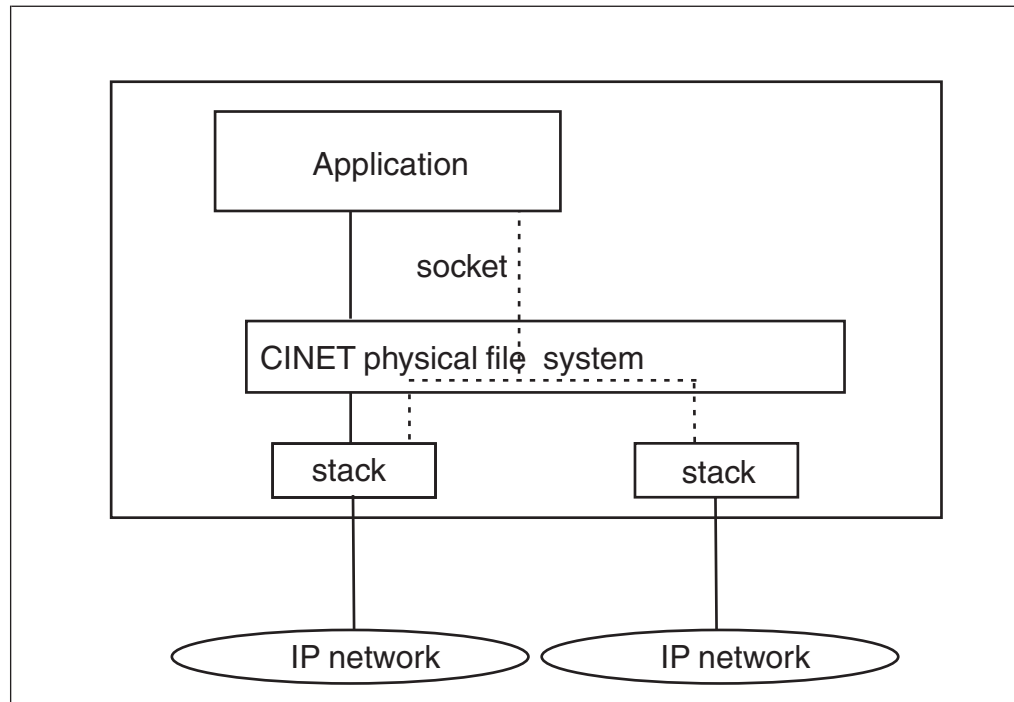 Application
socket
CINET physical file system
stack
stack
IP network
IP network